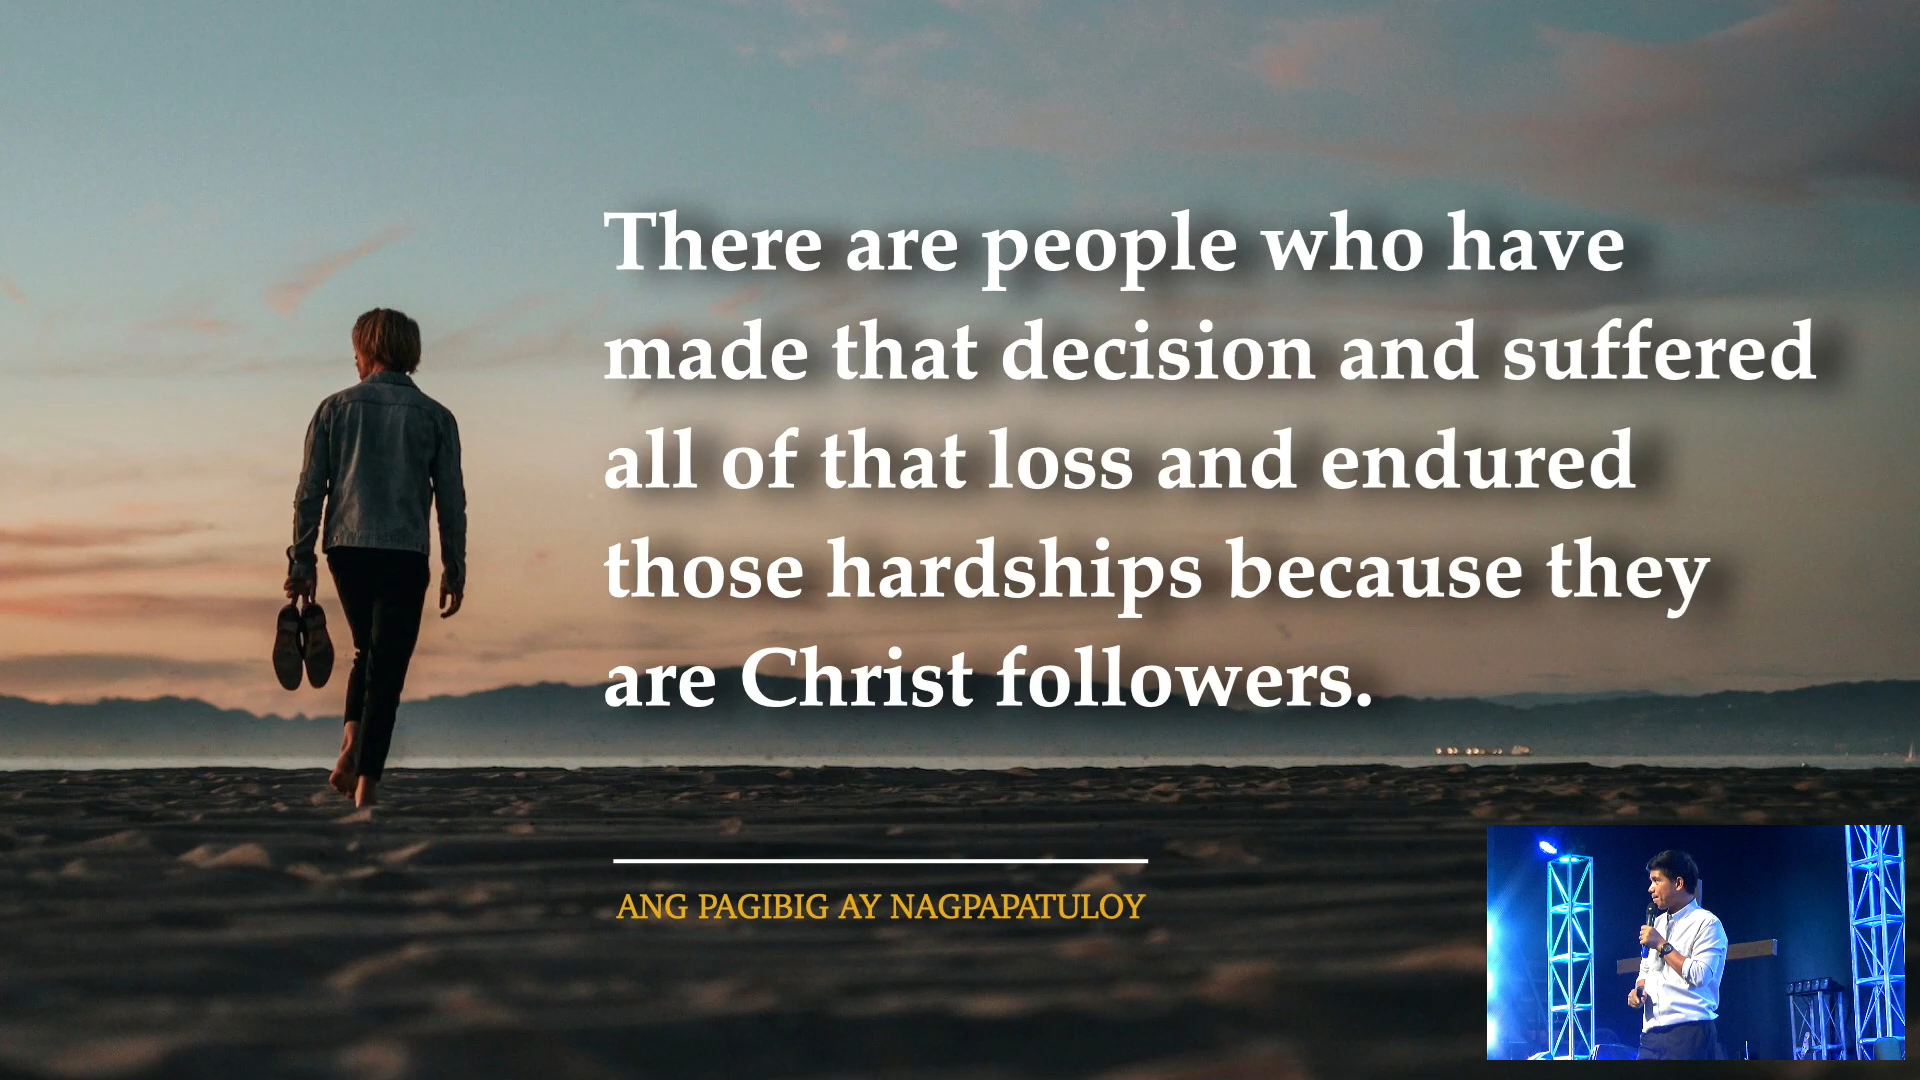 There are people who have
made that decision and suffered
all of that loss and endured
those hardships because they
are Christ followers.
ANG PAGIBIG AY NAGPAPATULOY